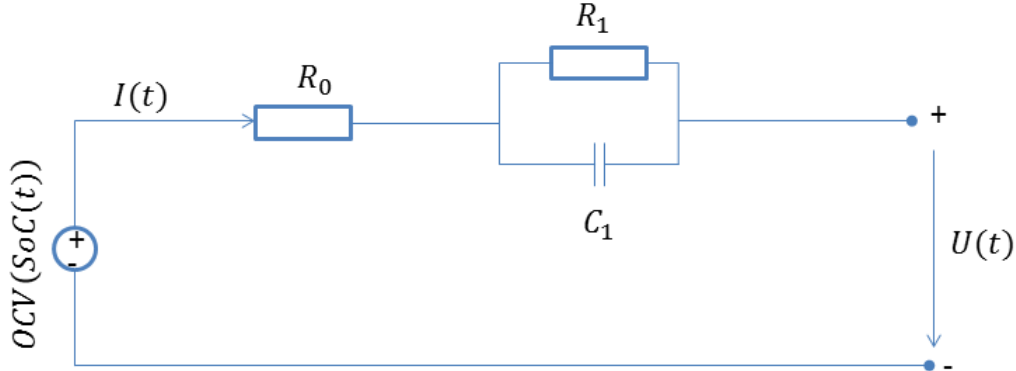 R₁
R₀
I(t)
+
C₁
OCV(SoC(t))
+
-
U(t)
-